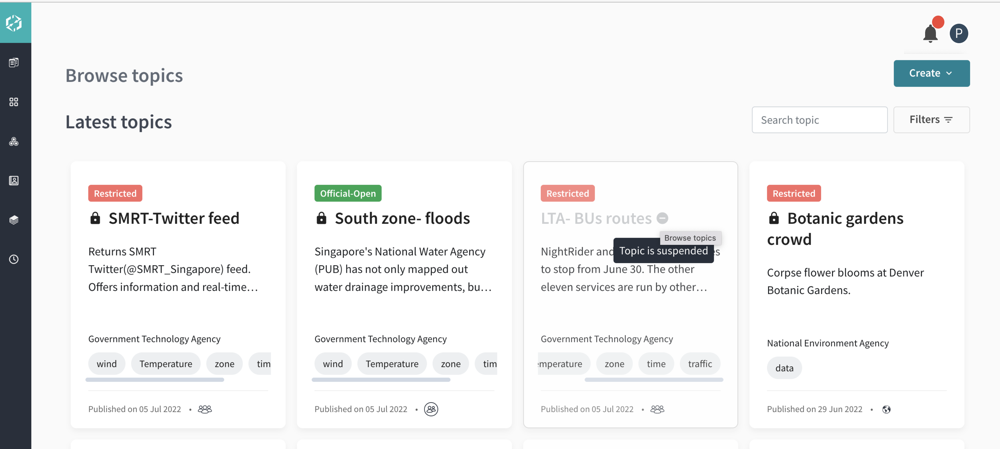 P
Browse topics
Create
Latest topics
Search topic
Filters
Restricted
SMRT-Twitter feed
Returns SMRT
Twitter(@SMRT_Singapore) feed.
Offers information and real-time…
Government Technology Agency
wind Temperature zone tim
Published on 05 Jul 2022 •
Official-Open
South zone- floods
Singapore's National Water Agency
(PUB) has not only mapped out
water drainage improvements, bu…
Government Technology Agency
wind Temperature zone tim
Published on 05 Jul 2022 •
Restricted
LTA- BUs routes
Browse topics
Topic is suspended
NightRider and
to stop from June 30. The other
eleven services are run by other…
Government Technology Agency
emperature zone time traffic
Published on 05 Jul 2022 •
Restricted
Botanic gardens
crowd
Corpse flower blooms at Denver
Botanic Gardens.
National Environment Agency
data
Published on 29 Jun 2022 •